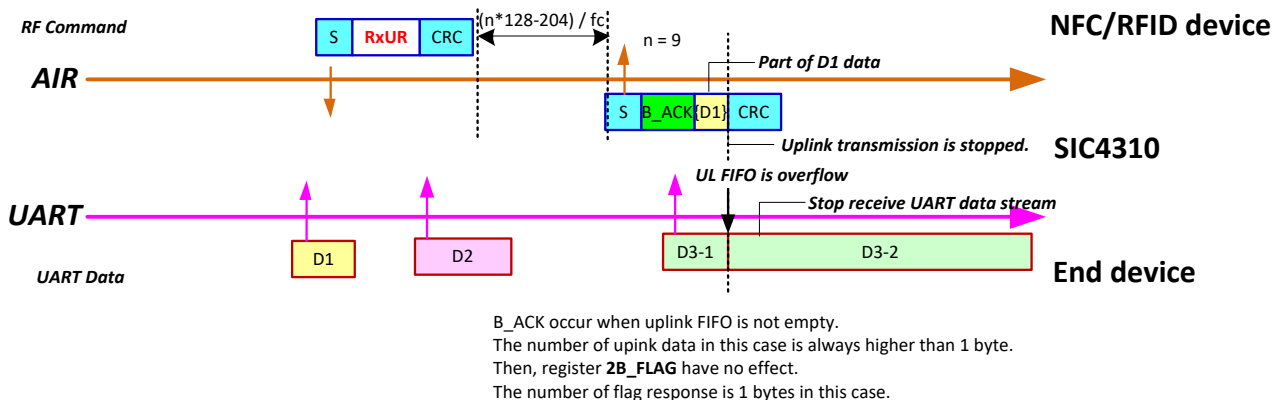 (n*128-204) / fc
NFC/RFID device
RF Command
S RxUR CRC
n = 9
Part of D1 data
AIR
S B_ACK {D1} CRC
Uplink transmission is stopped.
SIC4310
UL FIFO is overflow
Stop receive UART data stream
UART
D1 D2 D3-1 D3-2
End device
UART Data
B_ACK occur when uplink FIFO is not empty.
The number of upink data in this case is always higher than 1 byte.
Then, register 2B_FLAG have no effect.
The number of flag response is 1 bytes in this case.